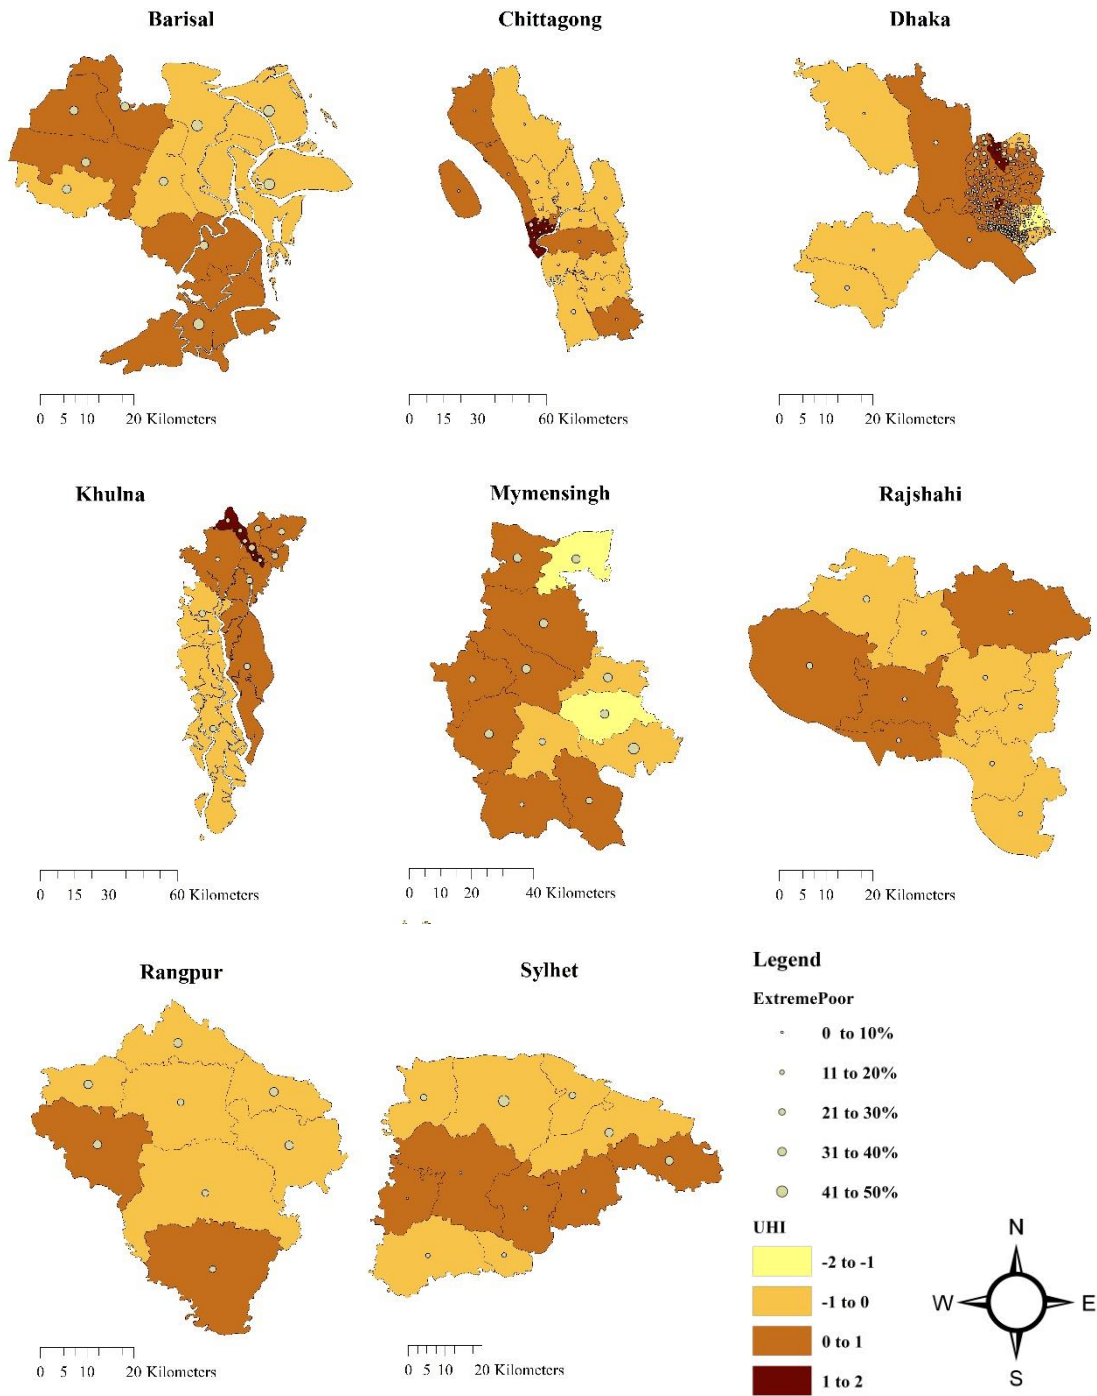 Barisal
Chittagong
Dhaka
0 5 10 20 Kilometers
0 15 30 60 Kilometers
0 5 10 20 Kilometers
Khulna
Mymensingh
Rajshahi
0 15 30 60 Kilometers
0 10 20 40 Kilometers
0 5 10 20 Kilometers
Rangpur
Sylhet
0 5 10 20 Kilometers
0 5 10 20 Kilometers
Legend
ExtremePoor
0 to 10%
11 to 20%
21 to 30%
31 to 40%
41 to 50%
UHI
-2 to -1
-1 to 0
0 to 1
1 to 2
N
W E
S